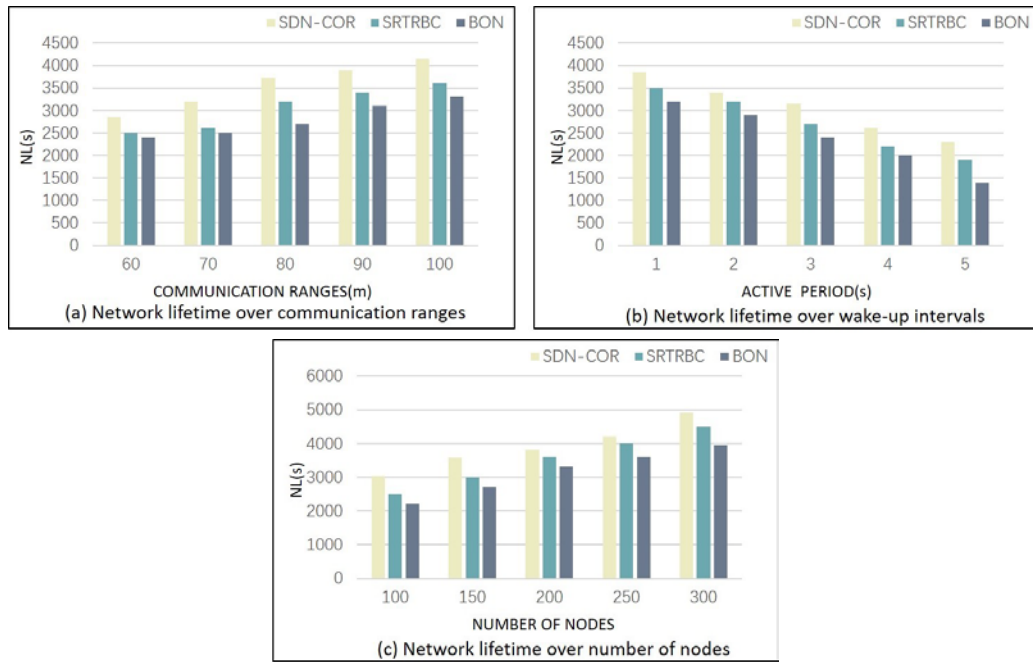 SDN-COR SRTRBC BON
4500
4000
3500
3000
2500
2000
1500
1000
500
0
NL(s)
60 70 80 90 100
COMMUNICATION RANGES(m)
(a) Network lifetime over communication ranges
SDN-COR SRTRBC BON
4500
4000
3500
3000
2500
2000
1500
1000
500
0
NL(s)
1 2 3 4 5
ACTIVE PERIOD(s)
(b) Network lifetime over wake-up intervals
SDN-COR SRTRBC BON
6000
5000
4000
3000
2000
1000
0
NL(s)
100 150 200 250 300
NUMBER OF NODES
(c) Network lifetime over number of nodes